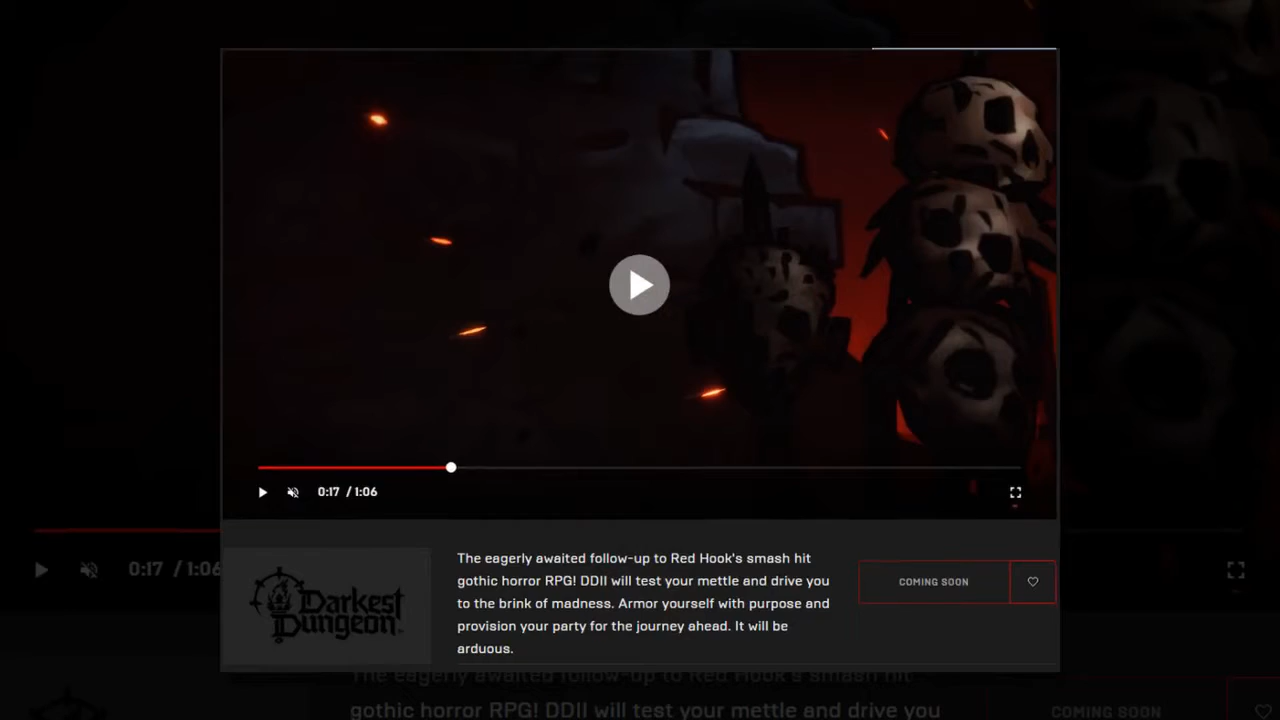 0:17 / 1:06
The eagerly awaited follow-up to Red Hook's smash hit
gothic horror RPG! DDII will test your mettle and drive you
to the brink of madness. Armor yourself with purpose and
provision your party for the journey ahead. It will be
arduous.
COMING SOON
Darkest
Dungeon
0:17 / 1:06
The eagerly awaited follow-up to Red Hook's smash hit
gothic horror RPG! DDII will test your mettle and drive you
COMING SOON